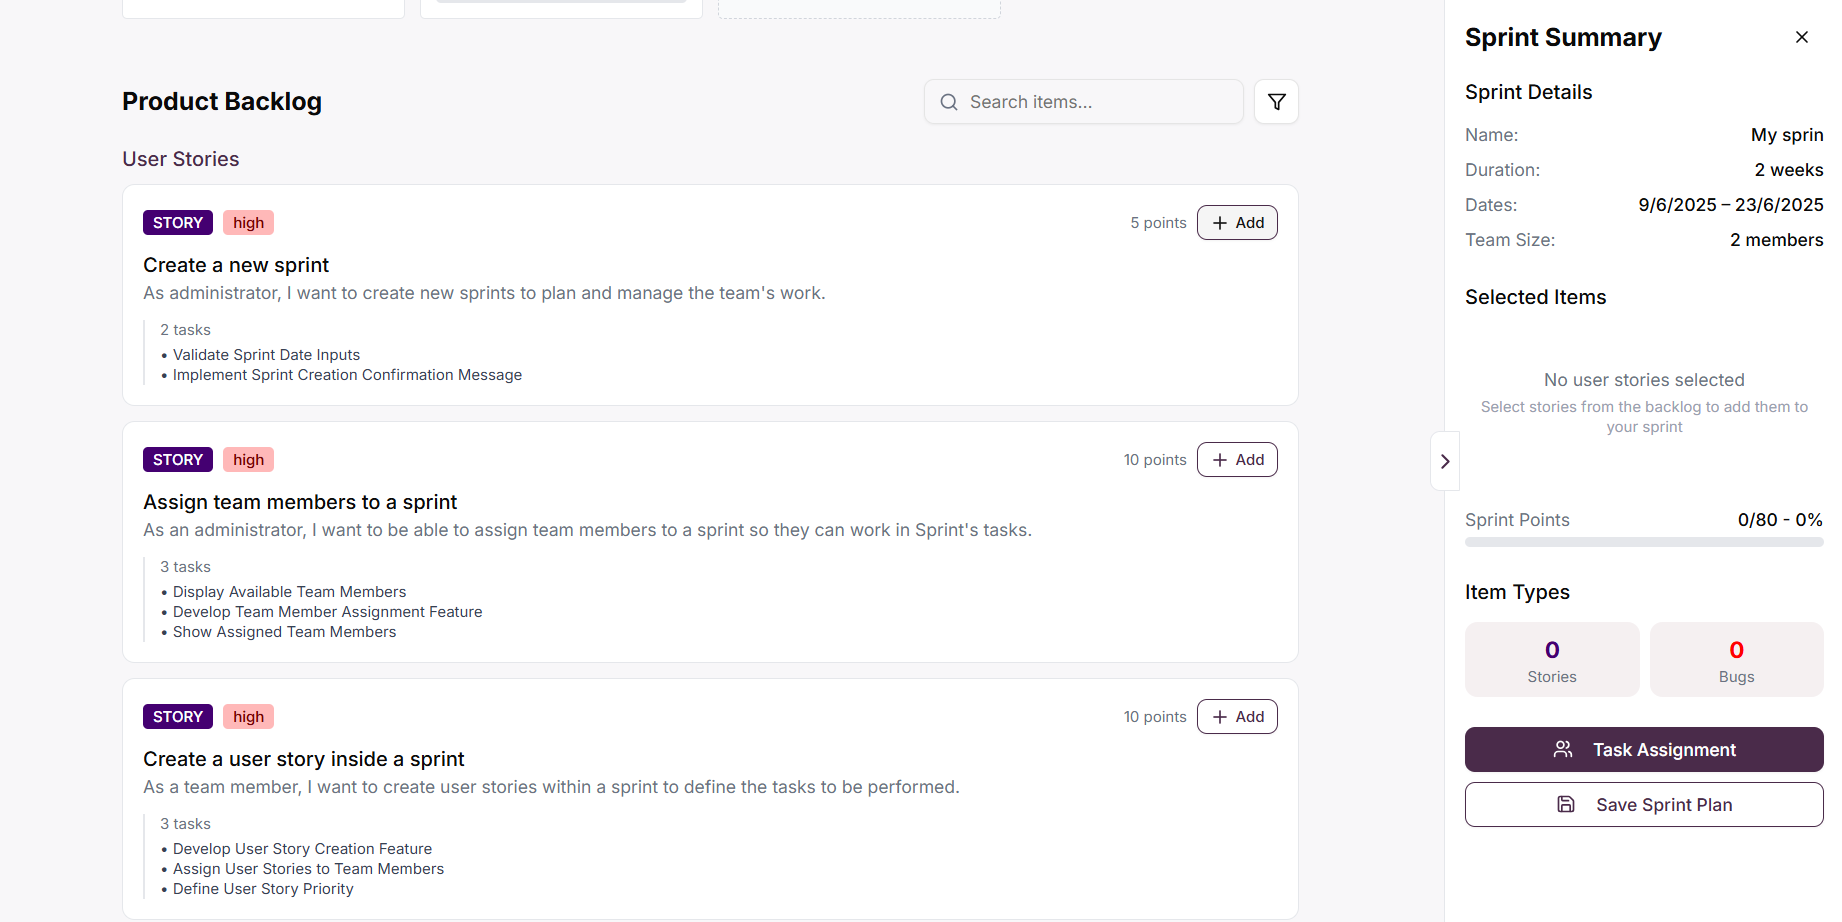 Product Backlog
Search items...
User Stories
STORY high 5 points + Add
Create a new sprint
As administrator, I want to create new sprints to plan and manage the team's work.
2 tasks
• Validate Sprint Date Inputs
• Implement Sprint Creation Confirmation Message
STORY high 10 points + Add
Assign team members to a sprint
As an administrator, I want to be able to assign team members to a sprint so they can work in Sprint's tasks.
3 tasks
• Display Available Team Members
• Develop Team Member Assignment Feature
• Show Assigned Team Members
STORY high 10 points + Add
Create a user story inside a sprint
As a team member, I want to create user stories within a sprint to define the tasks to be performed.
3 tasks
• Develop User Story Creation Feature
• Assign User Stories to Team Members
• Define User Story Priority
Sprint Summary
Sprint Details
Name: My sprin
Duration: 2 weeks
Dates: 9/6/2025 – 23/6/2025
Team Size: 2 members
Selected Items
No user stories selected
Select stories from the backlog to add them to
your sprint
Sprint Points 0/80 - 0%
Item Types
0 0
Stories Bugs
Task Assignment
Save Sprint Plan